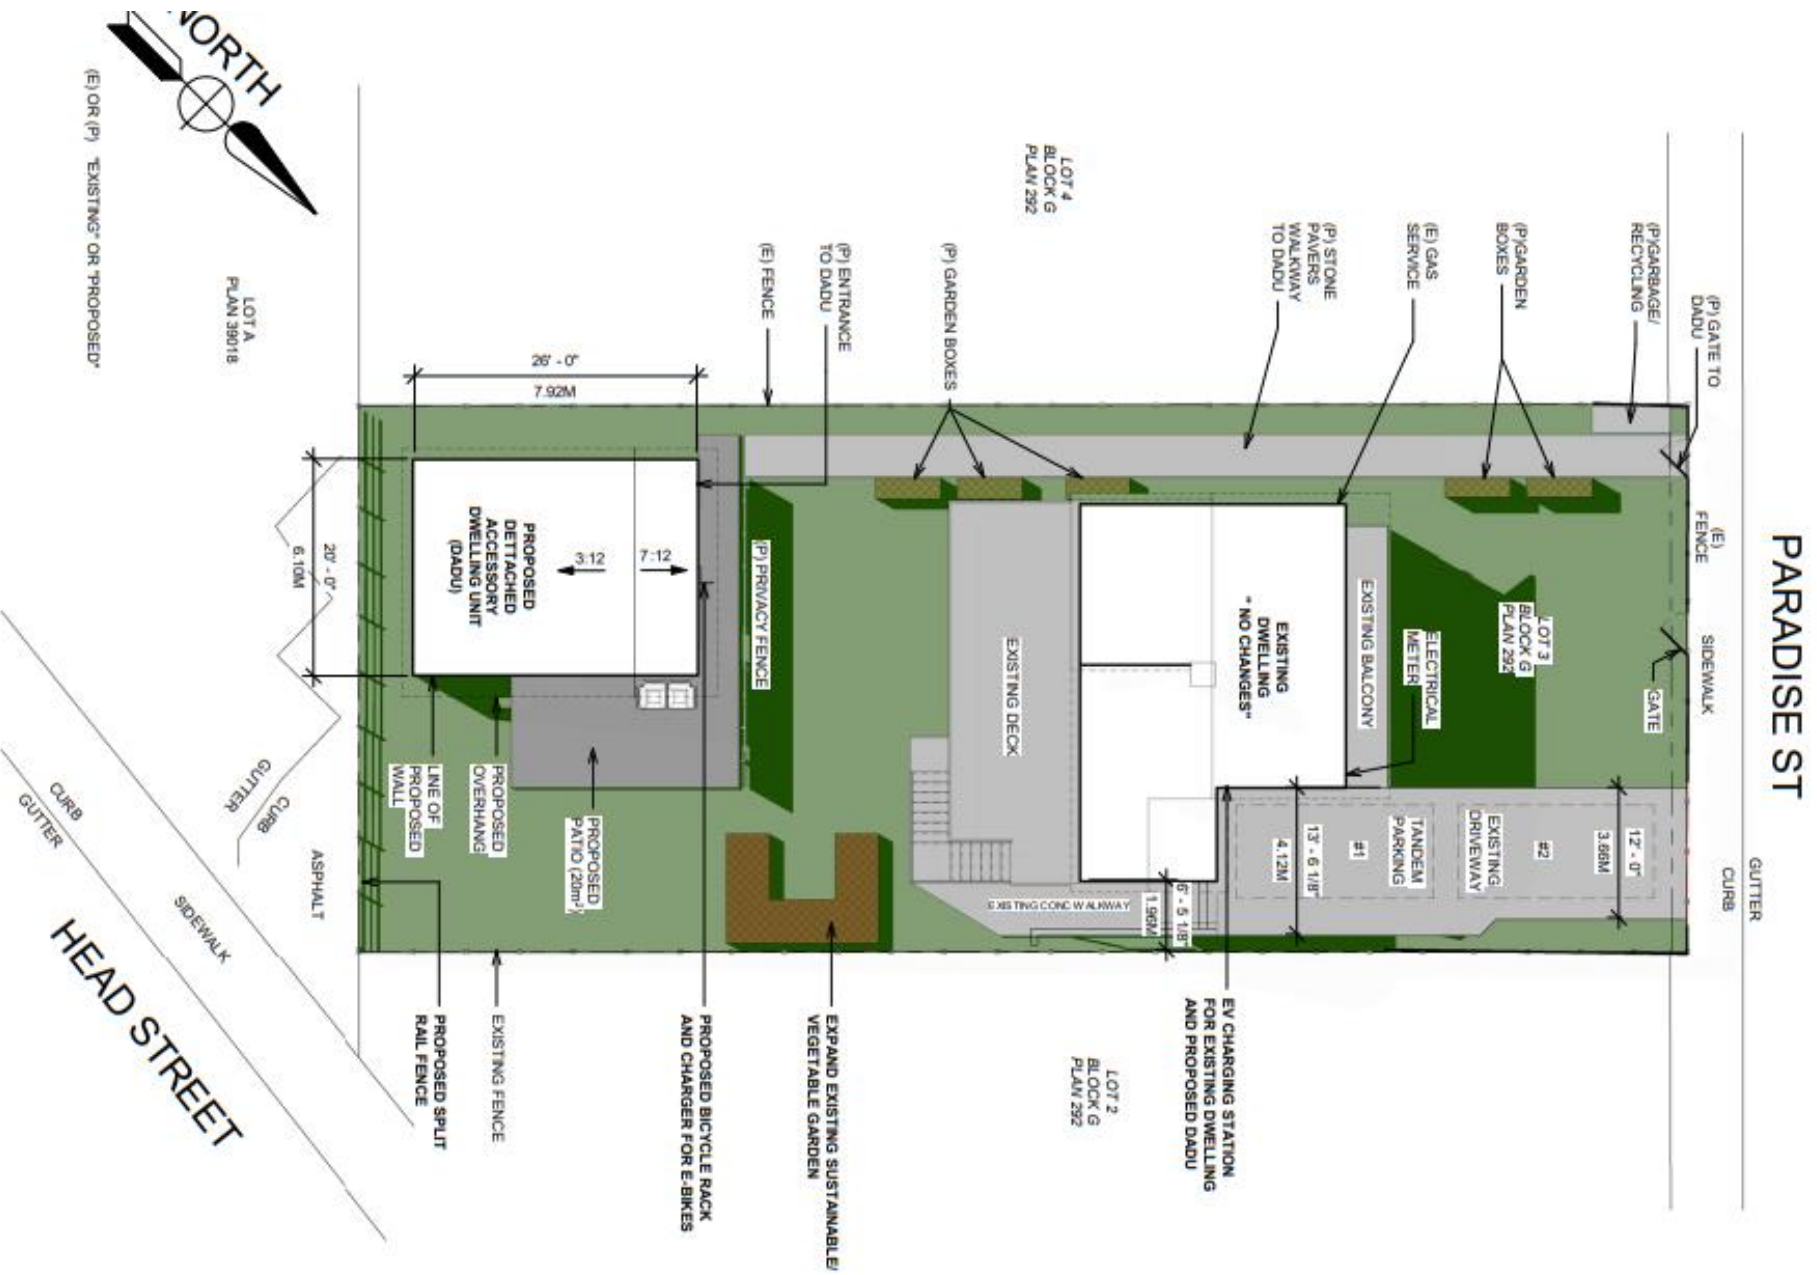 NORTH
(E) OR (P) "EXISTING" OR "PROPOSED"
LOT A
PLAN 39018
LOT 4
BLOCK G
PLAN 292
(E) FENCE
(P) ENTRANCE
TO DADU
(P) GARDEN BOXES
(P) STONE
PAVERS
WALKWAY
TO DADU
(E) GAS
SERVICE
(P)GARDEN
BOXES
(P)GARBAGE/
RECYCLING
(P) GATE TO
DADU
PARADISE ST
26' - 0"
7.92M
20' - 0"
6.10M
PROPOSED
DETTACHED
ACCESSORY
DWELLING UNIT
(DADU)
3:12
7:12
(P) PRIVACY FENCE
EXISTING DECK
EXISTING
DWELLING
" NO CHANGES"
EXISTING BALCONY
ELECTRICAL
METER
LOT 3
BLOCK G
PLAN 292
(E)
FENCE
SIDEWALK
GATE
GUTTER
CURB
12' - 0"
3.66M
#2
EXISTING
DRIVEWAY
TANDEM
PARKING
#1
13' - 6 1/8"
4.12M
6' - 5 1/8"
1.96M
EXISTING CONC WALKWAY
PROPOSED
PATIO (20m²)
PROPOSED
OVERHANG
LINE OF
PROPOSED
WALL
GUTTER
CURB
ASPHALT
CURB
GUTTER
SIDEWALK
HEAD STREET
PROPOSED SPLIT
RAIL FENCE
EXISTING FENCE
PROPOSED BICYCLE RACK
AND CHARGER FOR E-BIKES
EXPAND EXISTING SUSTAINABLE/
VEGETABLE GARDEN
LOT 2
BLOCK G
PLAN 292
EV CHARGING STATION
FOR EXISTING DWELLING
AND PROPOSED DADU